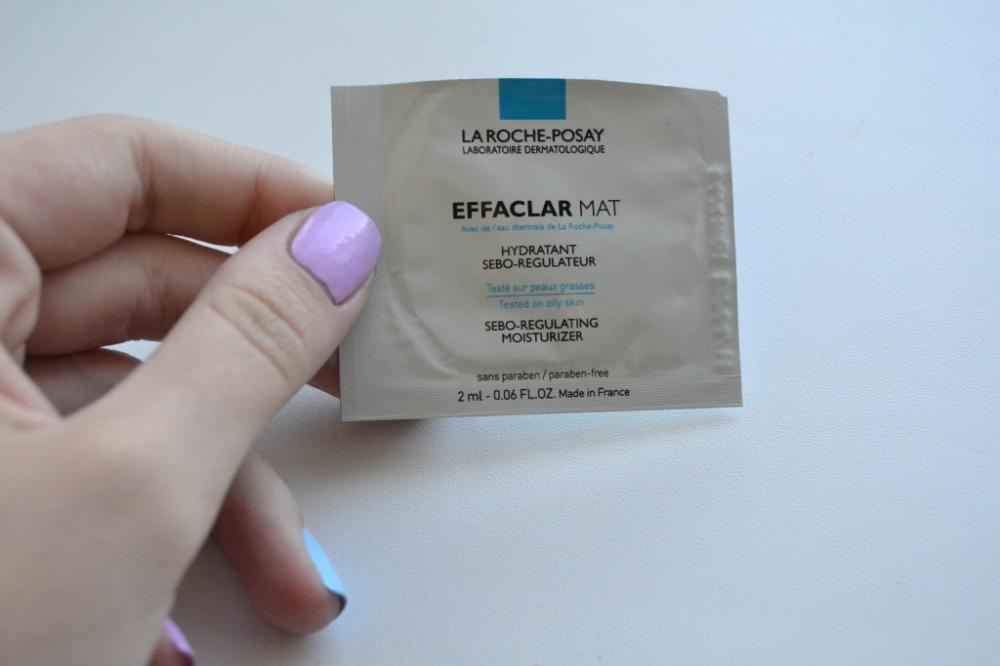 LA ROCHE-POSAY
LABORATOIRE DERMATOLOGIQUE
EFFACLAR MAT
Avec de l'eau thermale de La Roche-Posay
HYDRATANT
SEBO-REGULATEUR
Testé sur peaux grasses
Tested on oily skin
SEBO-REGULATING
MOISTURIZER
sans paraben / paraben-free
2 ml - 0.06 FL.OZ. Made in France